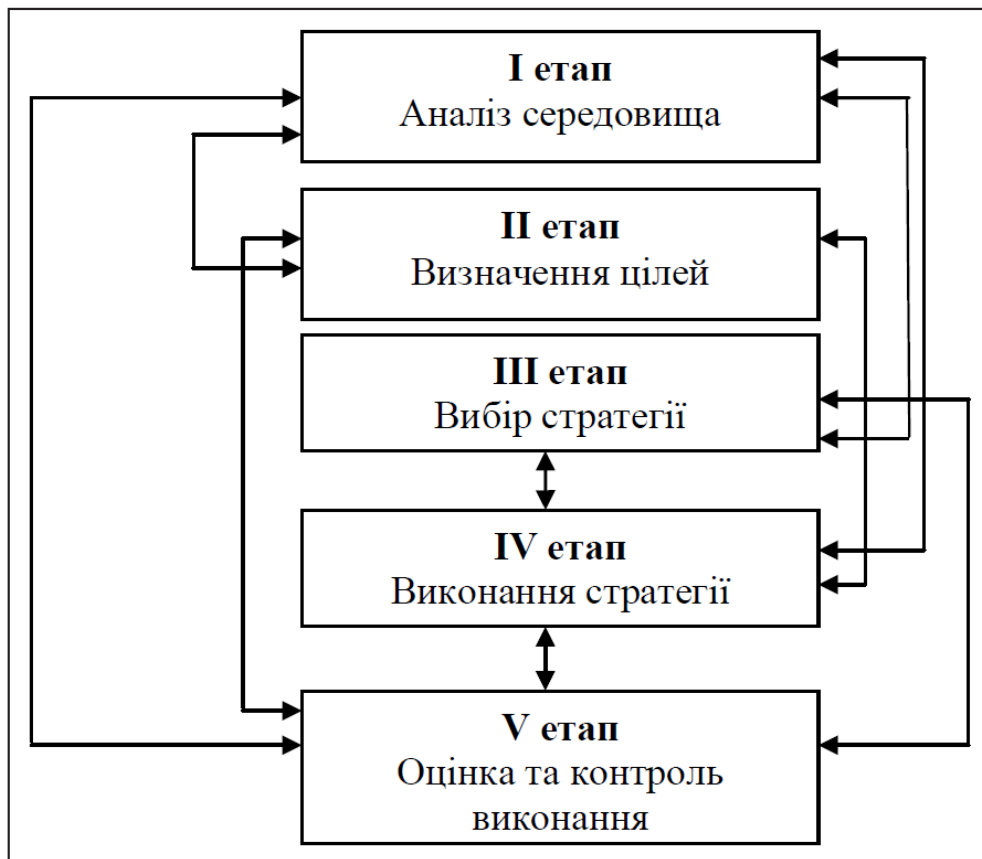 I етап
Аналіз середовища
II етап
Визначення цілей
III етап
Вибір стратегії
IV етап
Виконання стратегії
V етап
Оцінка та контроль
виконання